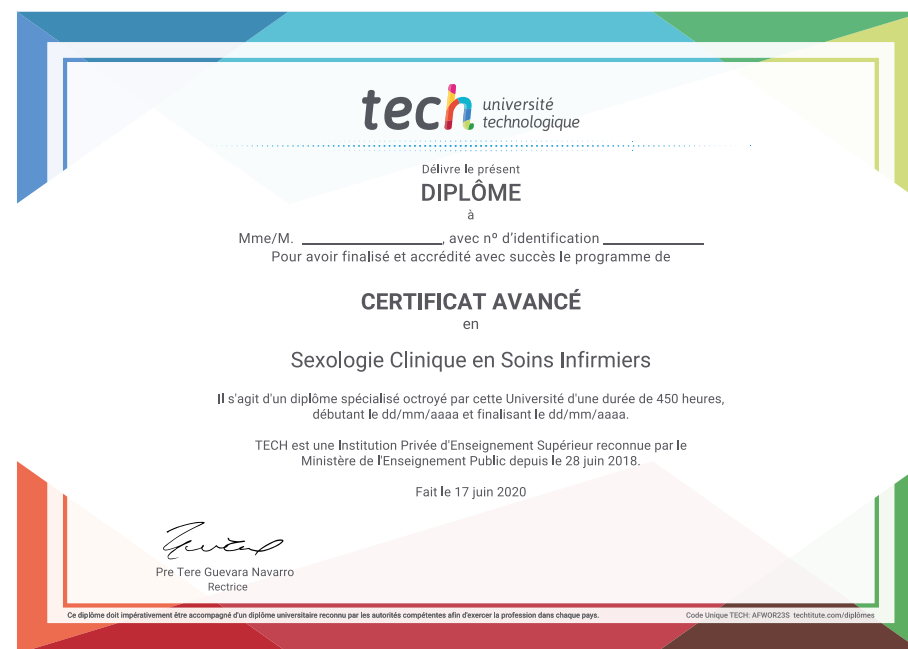 tech université
technologique
Délivre le présent
DIPLÔME
à
Mme/M. ____________________, avec nº d'identification ______________
Pour avoir finalisé et accrédité avec succès le programme de
CERTIFICAT AVANCÉ
en
Sexologie Clinique en Soins Infirmiers
Il s'agit d'un diplôme spécialisé octroyé par cette Université d'une durée de 450 heures,
débutant le dd/mm/aaaa et finalisant le dd/mm/aaaa.
TECH est une Institution Privée d'Enseignement Supérieur reconnue par le
Ministère de l'Enseignement Public depuis le 28 juin 2018.
Fait le 17 juin 2020
Pre Tere Guevara Navarro
Rectrice
Ce diplôme doit impérativement être accompagné d'un diplôme universitaire reconnu par les autorités compétentes afin d'exercer la profession dans chaque pays.
Code Unique TECH: AFWOR23S techtitute.com/diplômes